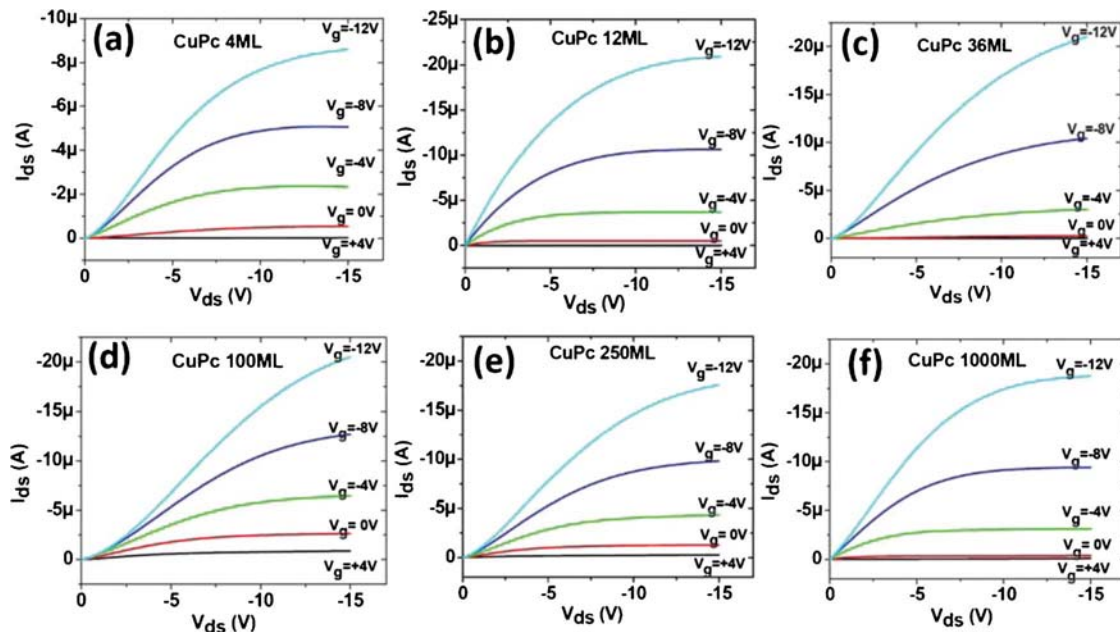 (a)
CuPc 4ML
-10µ
-8µ
-6µ
-4µ
-2µ
0
I_ds (A)
V_g=-12V
V_g=-8V
V_g=-4V
V_g= 0V
V_g=+4V
0 -5 -10 -15
V_ds (V)
(b)
CuPc 12ML
-25µ
-20µ
-15µ
-10µ
-5µ
0
I_ds (A)
V_g=-12V
V_g=-8V
V_g=-4V
V_g= 0V
V_g=+4V
0 -5 -10 -15
V_ds (V)
(c)
CuPc 36ML
-20µ
-15µ
-10µ
-5µ
0
I_ds (A)
V_g=-12V
V_g=-8V
V_g=-4V
V_g= 0V
V_g=+4V
0 -5 -10 -15
V_ds (V)
(d)
CuPc 100ML
-20µ
-15µ
-10µ
-5µ
0
I_ds (A)
V_g=-12V
V_g=-8V
V_g=-4V
V_g= 0V
V_g=+4V
0 -5 -10 -15
V_ds (V)
(e)
CuPc 250ML
-20µ
-15µ
-10µ
-5µ
0
I_ds (A)
V_g=-12V
V_g=-8V
V_g=-4V
V_g= 0V
V_g=+4V
0 -5 -10 -15
V_ds (V)
(f)
CuPc 1000ML
-20µ
-15µ
-10µ
-5µ
0
I_ds (A)
V_g=-12V
V_g=-8V
V_g=-4V
V_g= 0V
V_g=+4V
0 -5 -10 -15
V_ds (V)